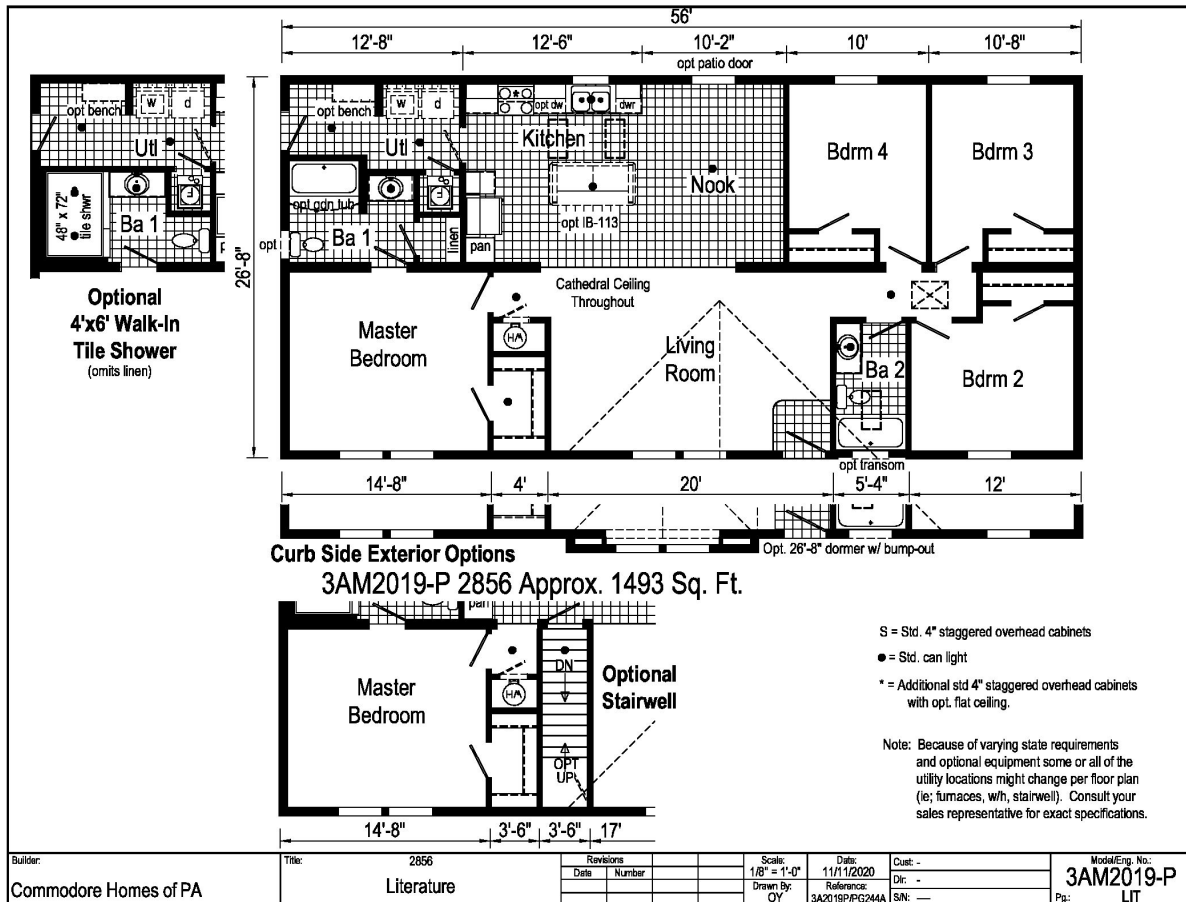 56'
12'-8"
12'-6"
10'-2"
10'
10'-8"
opt patio door
opt bench
w
d
Utl
48" x 72"
tile shwr
Ba 1
F
Optional
4'x6' Walk-In
Tile Shower
(omits linen)
26'-8"
opt bench
w
d
Utl
opt gdn tub
F
opt
Ba 1
linen
pan
*
opt dw
dwr
Kitchen
Nook
opt IB-113
Bdrm 4
Bdrm 3
Cathedral Ceiling
Throughout
Master
Bedroom
HW
Living
Room
Ba 2
Bdrm 2
opt transom
14'-8"
4'
20'
5'-4"
12'
Curb Side Exterior Options
Opt. 26'-8" dormer w/ bump-out
3AM2019-P 2856 Approx. 1493 Sq. Ft.
pan
Master
Bedroom
HW
DN
OPT
UP
Optional
Stairwell
14'-8"
3'-6"
3'-6"
17'
S = Std. 4" staggered overhead cabinets
● = Std. can light
* = Additional std 4" staggered overhead cabinets
with opt. flat ceiling.
Note: Because of varying state requirements
and optional equipment some or all of the
utility locations might change per floor plan
(ie; furnaces, w/h, stairwell). Consult your
sales representative for exact specifications.
Builder:
Commodore Homes of PA
Title:
2856
Literature
Revisions
Date
Number
Scale:
1/8" = 1'-0"
Drawn By:
OY
Date:
11/11/2020
Reference:
3A2019P/PG244A
Cust: -
Dlr: -
S/N: —
Model/Eng. No.:
3AM2019-P
Pg.: LIT